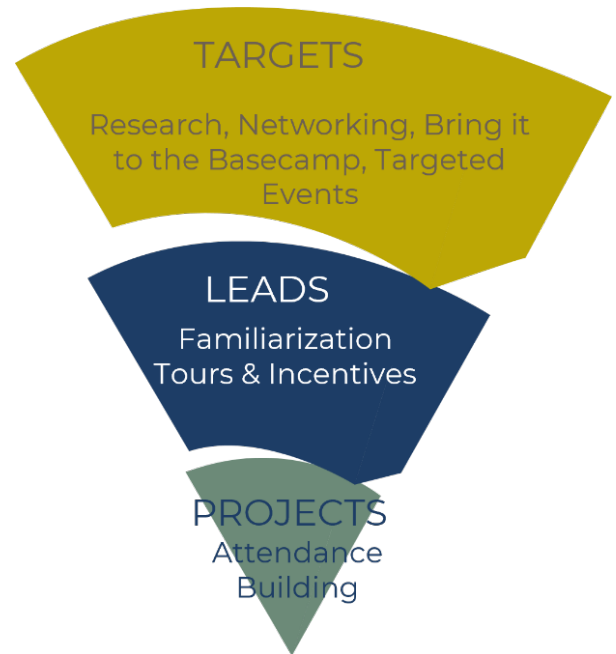 TARGETS
Research, Networking, Bring it
to the Basecamp, Targeted
Events
LEADS
Familiarization
Tours & Incentives
PROJECTS
Attendance
Building